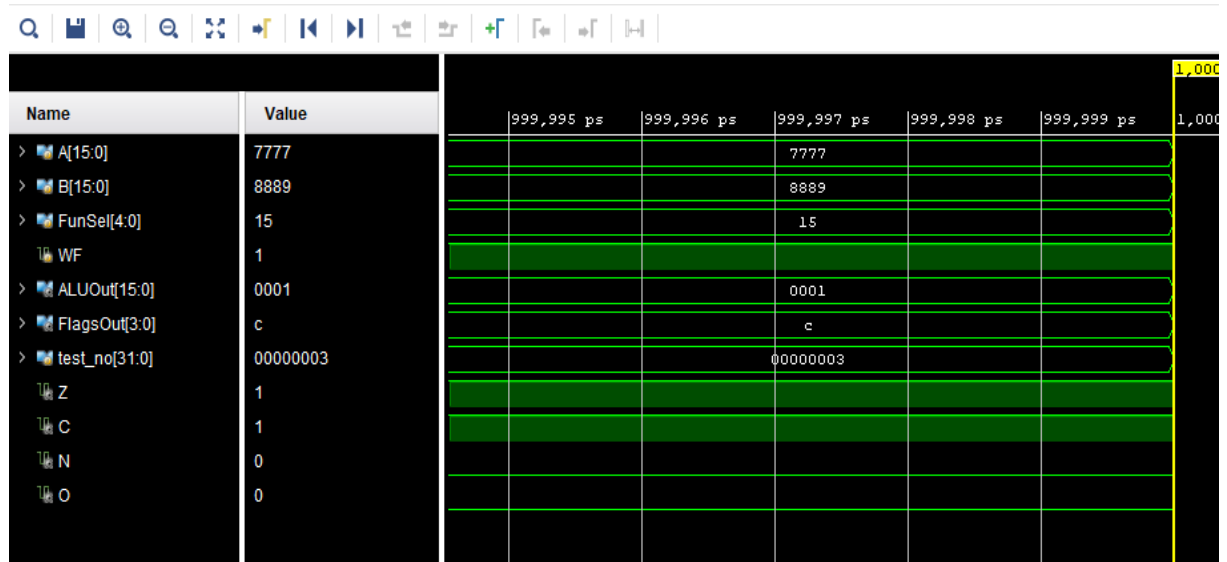 1,000
Name Value 999,995 ps 999,996 ps 999,997 ps 999,998 ps 999,999 ps 1,000
A[15:0] 7777 7777
B[15:0] 8889 8889
FunSel[4:0] 15 15
WF 1
ALUOut[15:0] 0001 0001
FlagsOut[3:0] c c
test_no[31:0] 00000003 00000003
Z 1
C 1
N 0
O 0